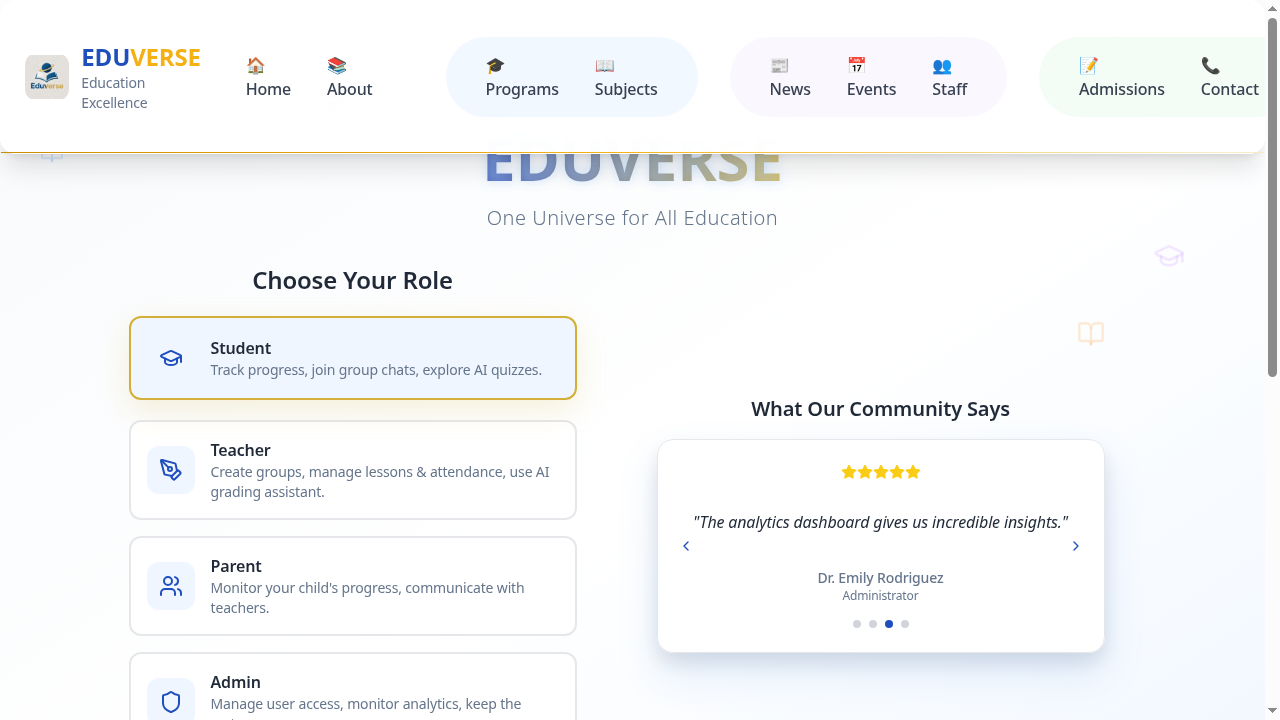 EDUVERSE
Education
Excellence
Eduverse
🏠
Home
📚
About
🎓
Programs
📖
Subjects
📰
News
📅
Events
👥
Staff
📝
Admissions
📞
Contact
EDUVERSE
One Universe for All Education
Choose Your Role
Student
Track progress, join group chats, explore AI quizzes.
Teacher
Create groups, manage lessons & attendance, use AI
grading assistant.
Parent
Monitor your child's progress, communicate with
teachers.
Admin
Manage user access, monitor analytics, keep the
What Our Community Says
"The analytics dashboard gives us incredible insights."
Dr. Emily Rodriguez
Administrator